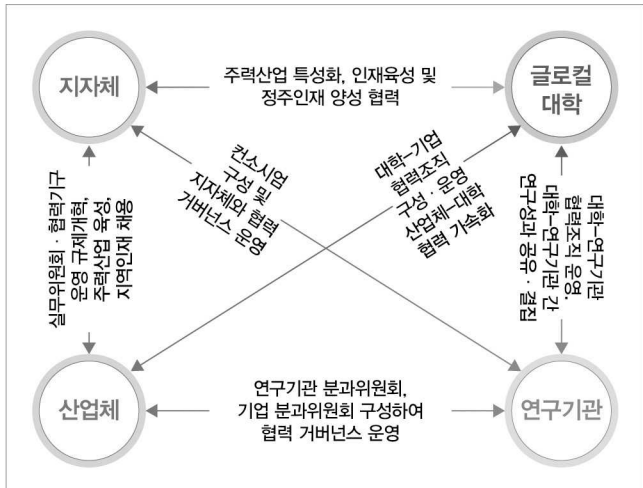 지자체
주력산업 특성화, 인재육성 및
정주인재 양성 협력
글로컬
대학
컨소시엄
구성 및
지자체와 협력
거버넌스 운영
대학-기업
협력조직
구성·운영
산업체-대학
협력 가속화
실무위원회·협력기구
운영 규제개혁,
주력산업 육성,
지역인재 채용
대학-연구기관
협력조직 운영,
대학-연구기관 간
연구성과 공유·결집
산업체
연구기관 분과위원회,
기업 분과위원회 구성하여
협력 거버넌스 운영
연구기관